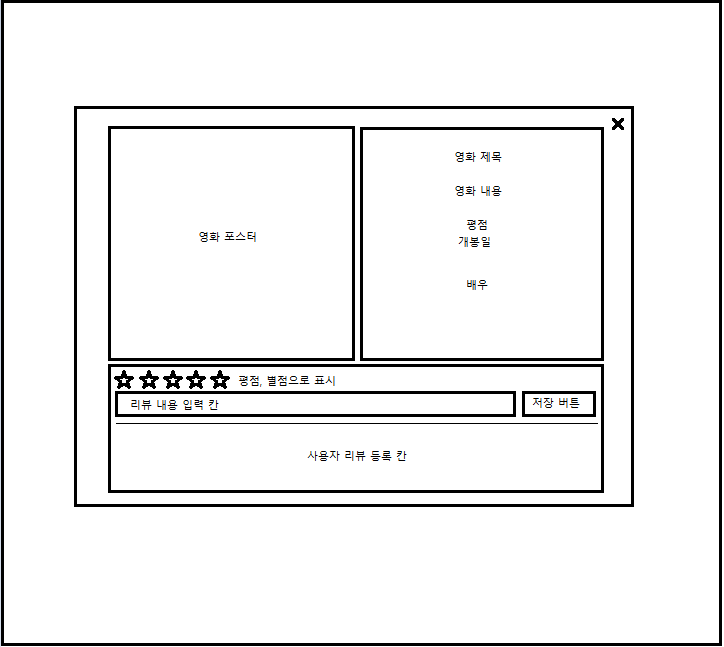 영화 포스터
영화 제목
영화 내용
평점
개봉일
배우
평점, 별점으로 표시
리뷰 내용 입력 칸
저장 버튼
사용자 리뷰 등록 칸